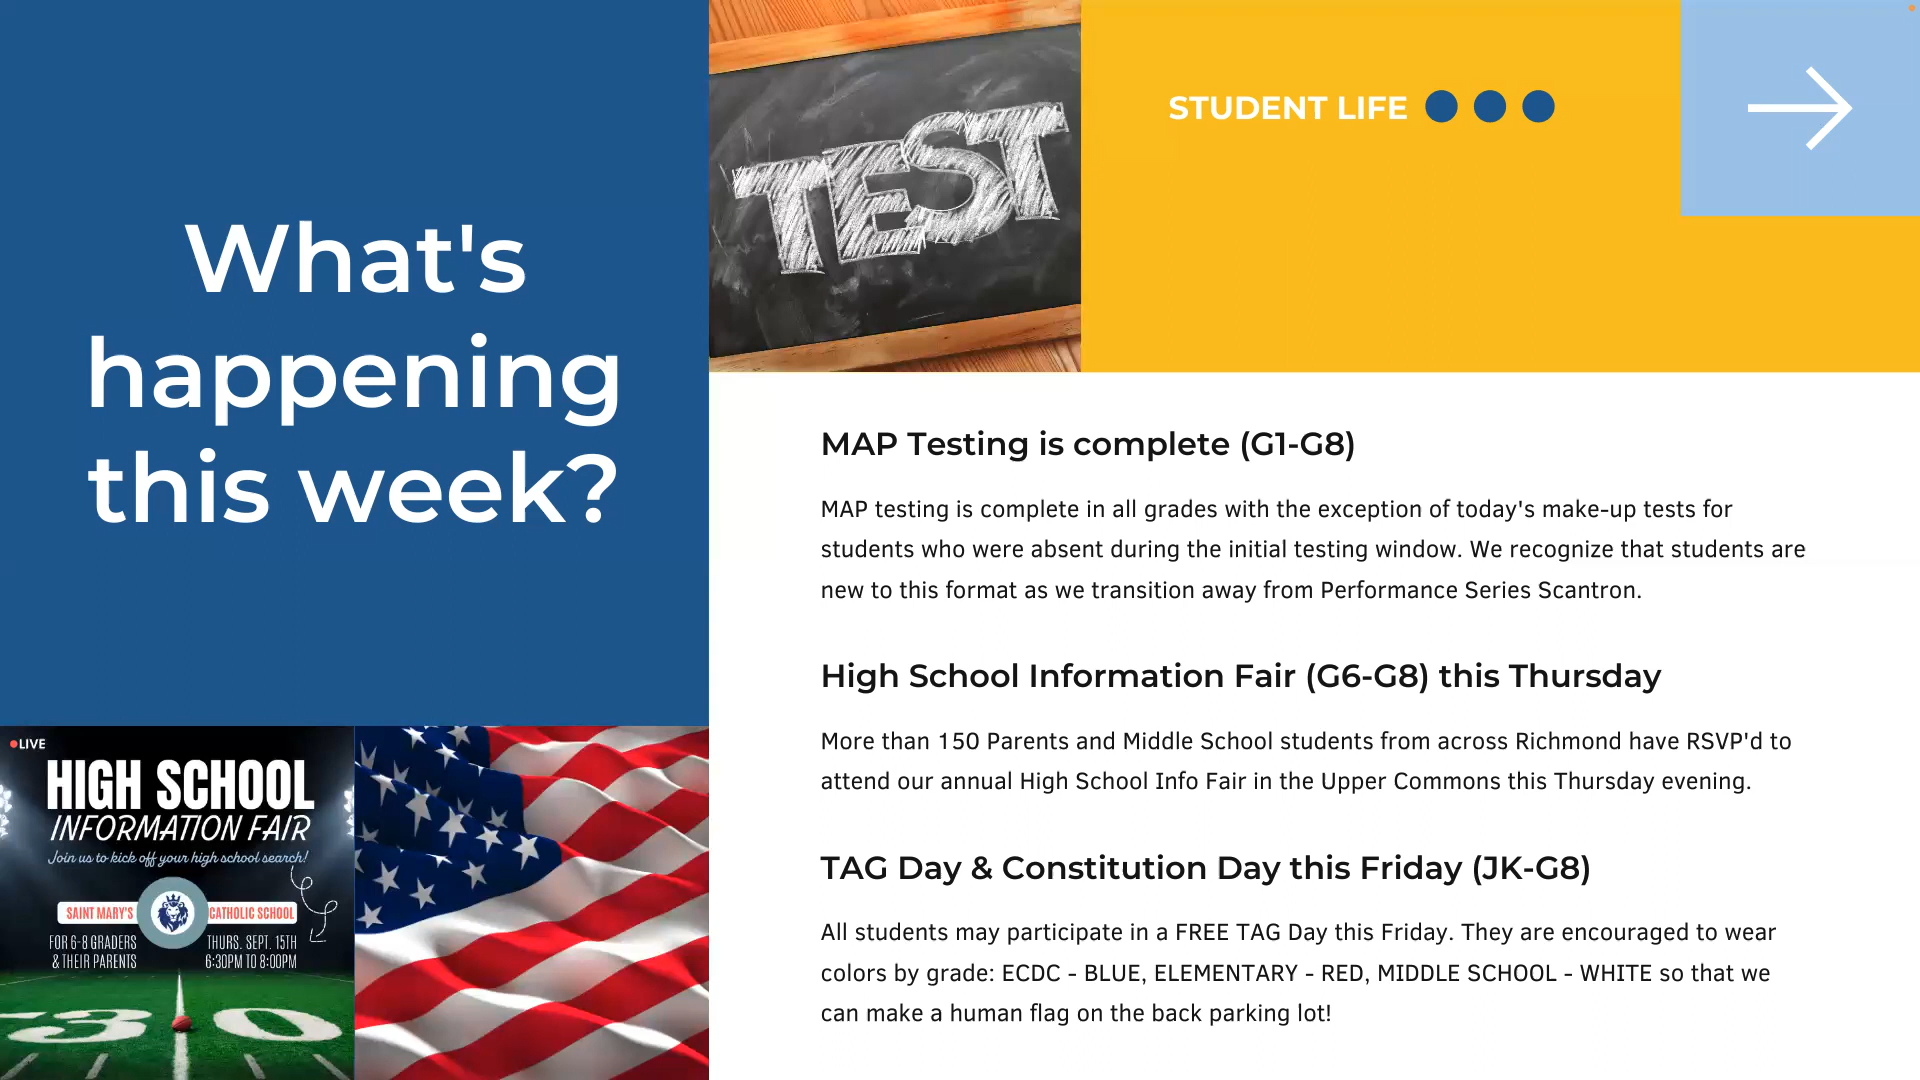 What's
happening
this week?
TEST
STUDENT LIFE
MAP Testing is complete (G1-G8)
MAP testing is complete in all grades with the exception of today's make-up tests for
students who were absent during the initial testing window. We recognize that students are
new to this format as we transition away from Performance Series Scantron.
High School Information Fair (G6-G8) this Thursday
More than 150 Parents and Middle School students from across Richmond have RSVP'd to
attend our annual High School Info Fair in the Upper Commons this Thursday evening.
TAG Day & Constitution Day this Friday (JK-G8)
All students may participate in a FREE TAG Day this Friday. They are encouraged to wear
colors by grade: ECDC - BLUE, ELEMENTARY - RED, MIDDLE SCHOOL - WHITE so that we
can make a human flag on the back parking lot!
LIVE
HIGH SCHOOL
INFORMATION FAIR
Join us to kick off your high school search!
SAINT MARY'S CATHOLIC SCHOOL
FOR 6-8 GRADERS
& THEIR PARENTS
THURS. SEPT. 15TH
6:30PM TO 8:00PM
30